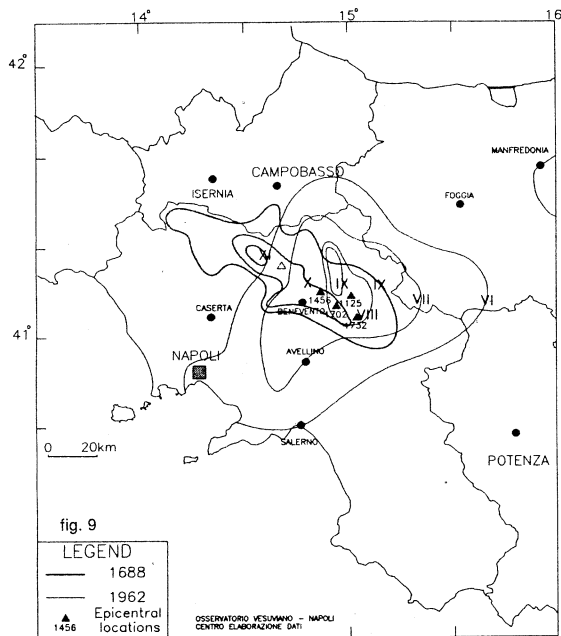 14° 15° 16
42°
MANFREDONIA
CAMPOBASSO
ISERNIA
FOGGIA
XI
X IX IX
1456 1125
CASERTA BENEVENTO 1702 VIII VII VI
1732
41°
AVELLINO
NAPOLI
SALERNO
0 20km
POTENZA
fig. 9
LEGEND
1688
1962
1456 Epicentral
locations
OSSERVATORIO VESUVIANO - NAPOLI
CENTRO ELABORAZIONE DATI